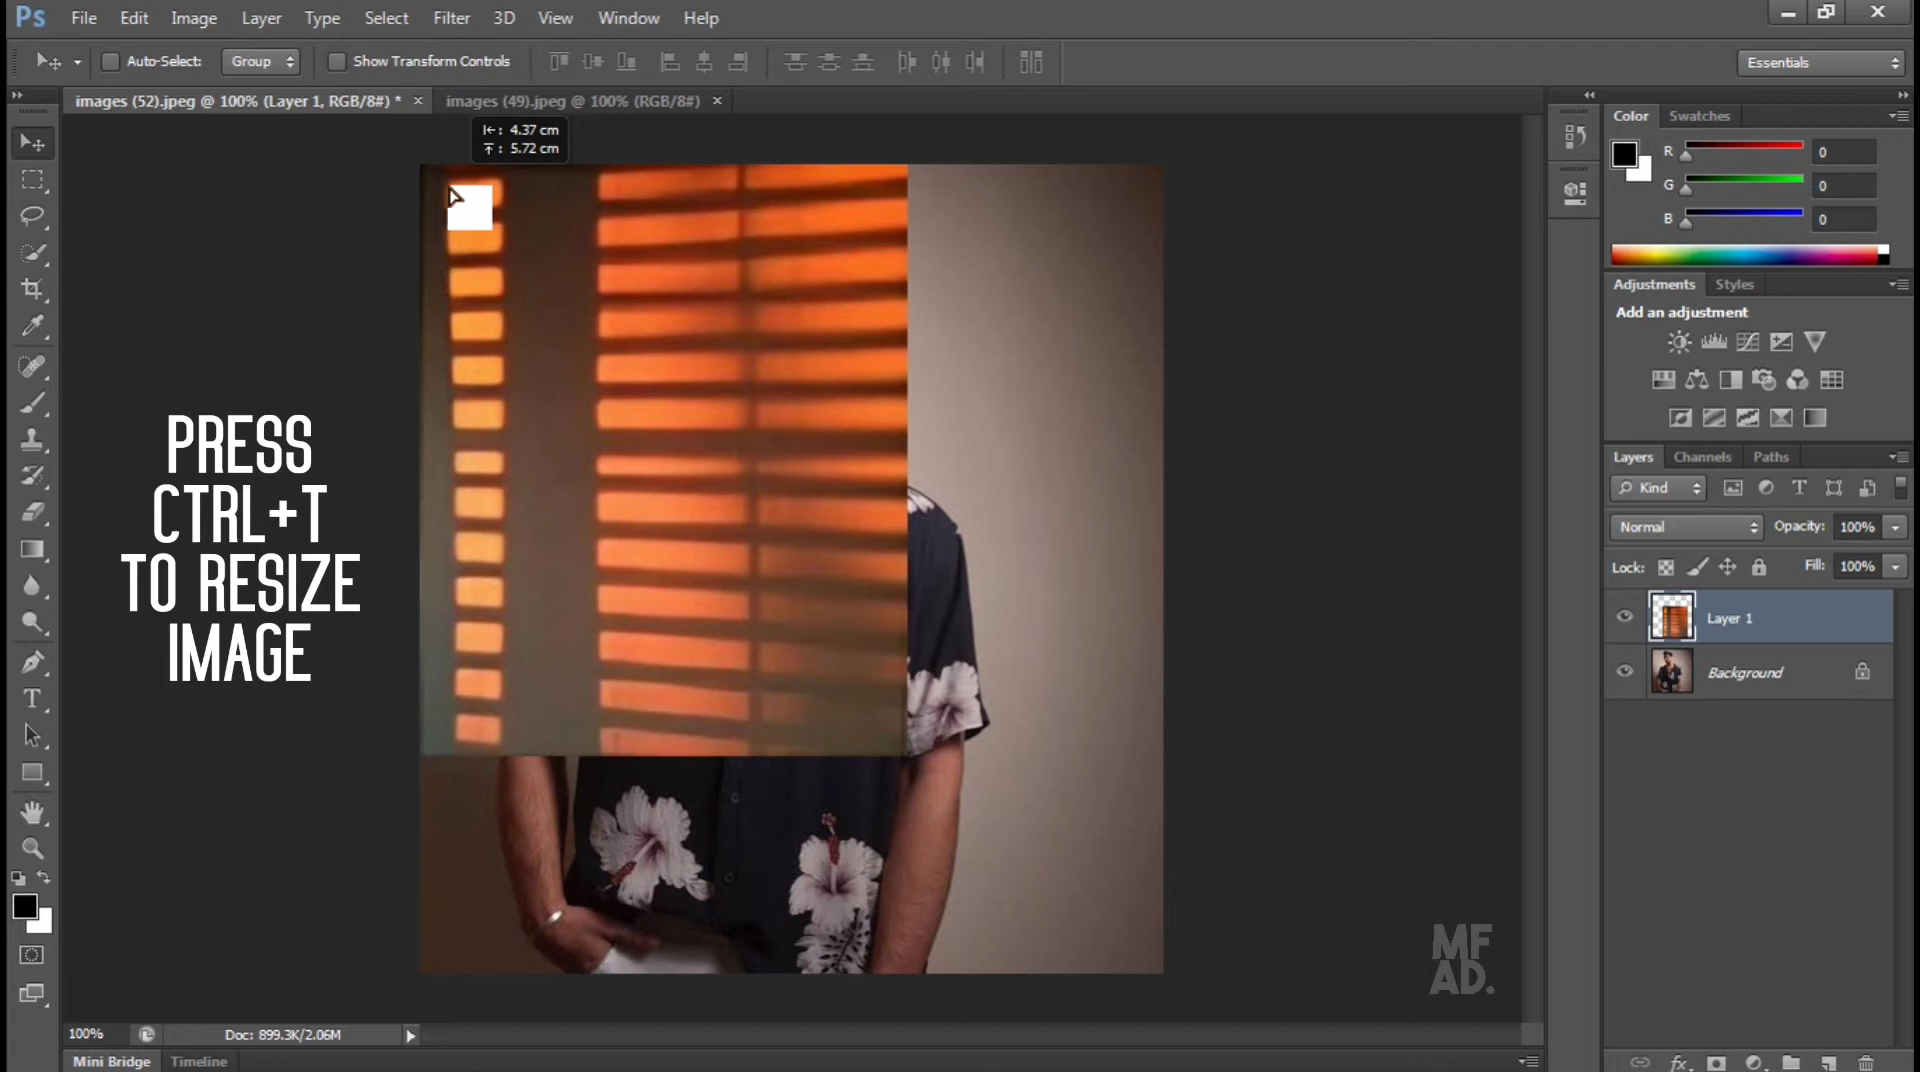 Ps File Edit Image Layer Type Select Filter 3D View Window Help
Auto-Select: Group Show Transform Controls Essentials
images (52).jpeg @ 100% (Layer 1, RGB/8#) * × images (49).jpeg @ 100% (RGB/8#) ×
: 4.37 cm
: 5.72 cm
Color Swatches
R 0
G 0
B 0
Adjustments Styles
Add an adjustment
PRESS
CTRL+T
TO RESIZE
IMAGE
Layers Channels Paths
Kind
Normal Opacity: 100%
Lock: Fill: 100%
Layer 1
Background
MF
AD.
100% Doc: 899.3K/2.06M
Mini Bridge Timeline
fx